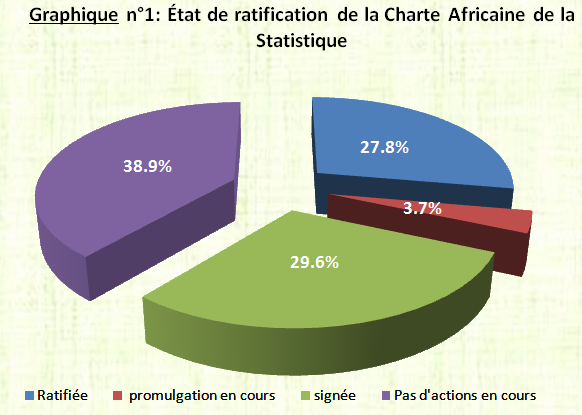 Graphique n°1: État de ratification de la Charte Africaine de la
Statistique
38.9%
27.8%
3.7%
29.6%
Ratifiée promulgation en cours signée Pas d'actions en cours